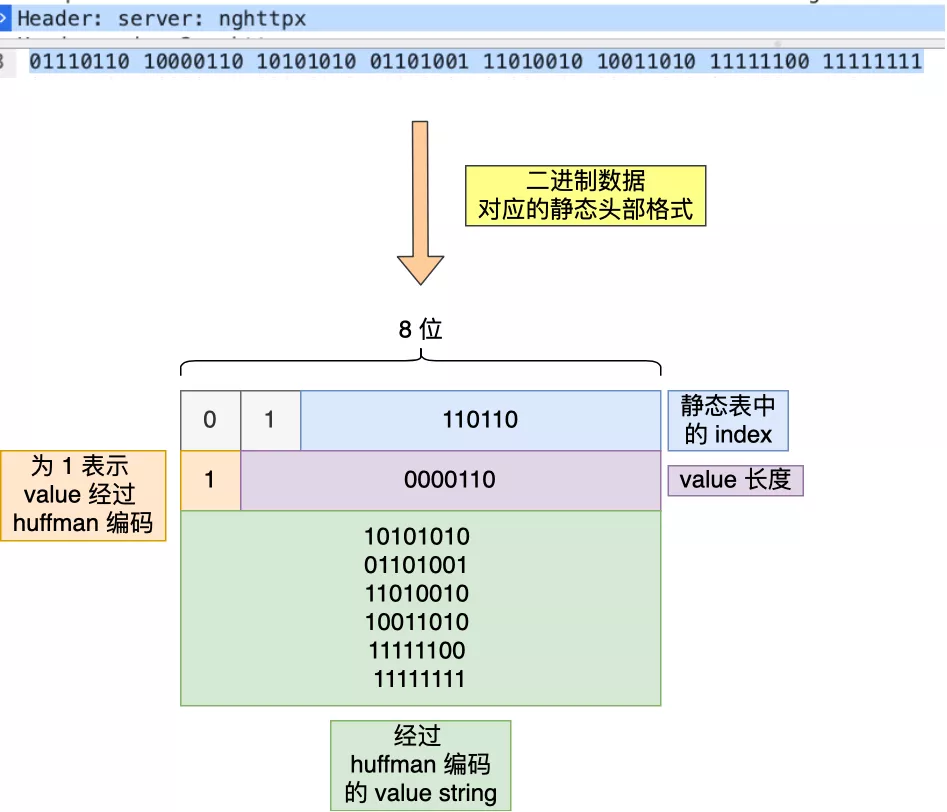 Header: server: nghttpx
01110110 10000110 10101010 01101001 11010010 10011010 11111100 11111111
二进制数据
对应的静态头部格式
8 位
0
1
110110
静态表中
的 index
为 1 表示
value 经过
huffman 编码
1
0000110
value 长度
10101010
01101001
11010010
10011010
11111100
11111111
经过
huffman 编码
的 value string